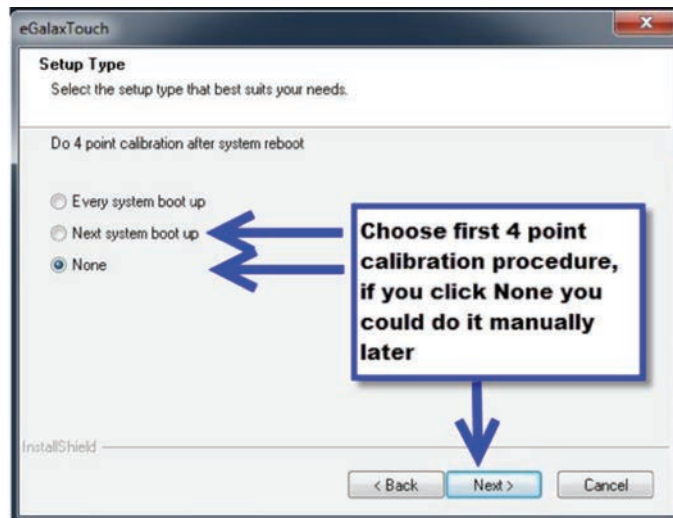 eGalaxTouch
Setup Type
Select the setup type that best suits your needs.
Do 4 point calibration after system reboot
Every system boot up
Next system boot up
None
Choose first 4 point
calibration procedure,
if you click None you
could do it manually
later
InstallShield
< Back
Next >
Cancel